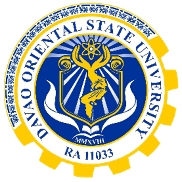 DAVAO ORIENTAL STATE UNIVERSITY
MMXVIII
RA 11033